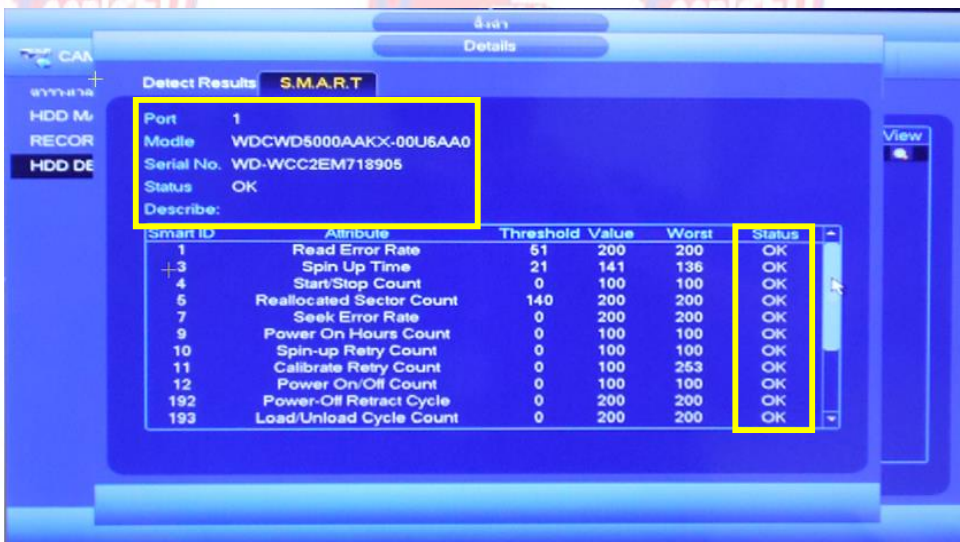 Details
CAM
Detect Results S.M.A.R.T
HDD MA
RECOR
HDD DE
View
Port 1
Modle WDCWD5000AAKX-00U6AA0
Serial No. WD-WCC2EM718905
Status OK
Describe:
Smart ID Attribute Threshold Value Worst Status
1 Read Error Rate 51 200 200 OK
3 Spin Up Time 21 141 136 OK
4 Start/Stop Count 0 100 100 OK
5 Reallocated Sector Count 140 200 200 OK
7 Seek Error Rate 0 200 200 OK
9 Power On Hours Count 0 100 100 OK
10 Spin-up Retry Count 0 100 100 OK
11 Calibrate Retry Count 0 100 253 OK
12 Power On/Off Count 0 100 100 OK
192 Power-Off Retract Cycle 0 200 200 OK
193 Load/Unload Cycle Count 0 200 200 OK